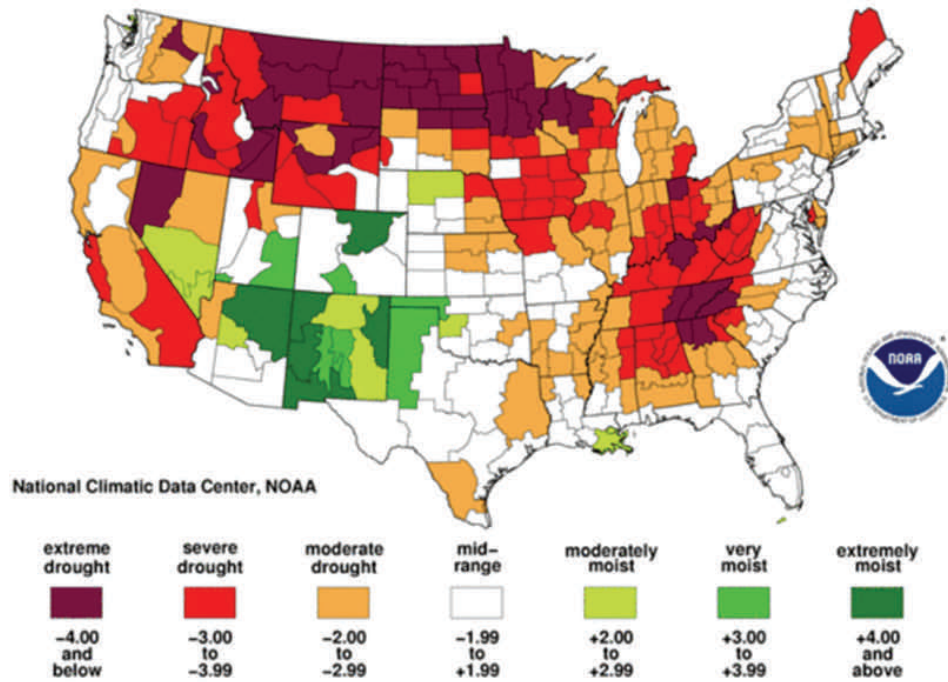 NOAA
National Climatic Data Center, NOAA
extreme drought
severe drought
moderate drought
mid-range
moderately moist
very moist
extremely moist
-4.00 and below
-3.00 to -3.99
-2.00 to -2.99
-1.99 to +1.99
+2.00 to +2.99
+3.00 to +3.99
+4.00 and above